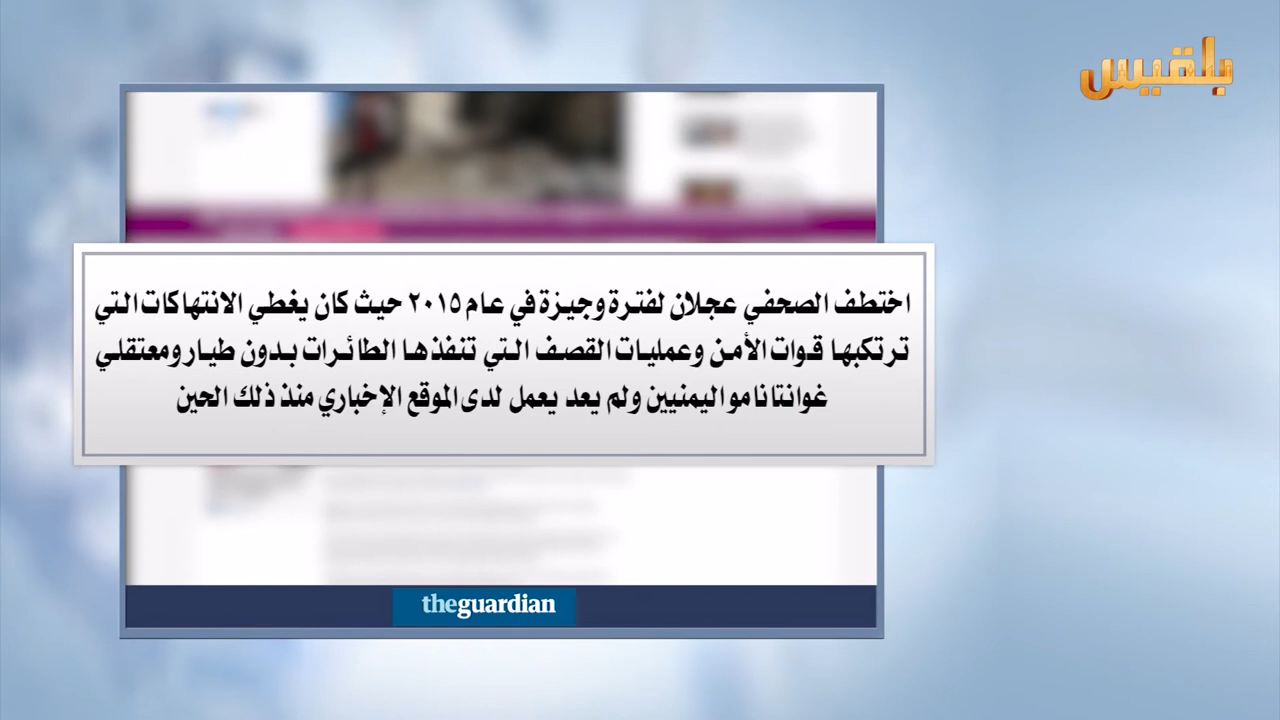 بلقيس
اختطف الصحفي عجلان لفترة وجيزة في عام ٢٠١٥ حيث كان يغطي الانتهاكات التي
ترتكبها قوات الأمن وعمليات القصف التي تنفذها الطائرات بدون طيار ومعتقلي
غوانتانامو اليمنيين ولم يعد يعمل لدى الموقع الإخباري منذ ذلك الحين
theguardian